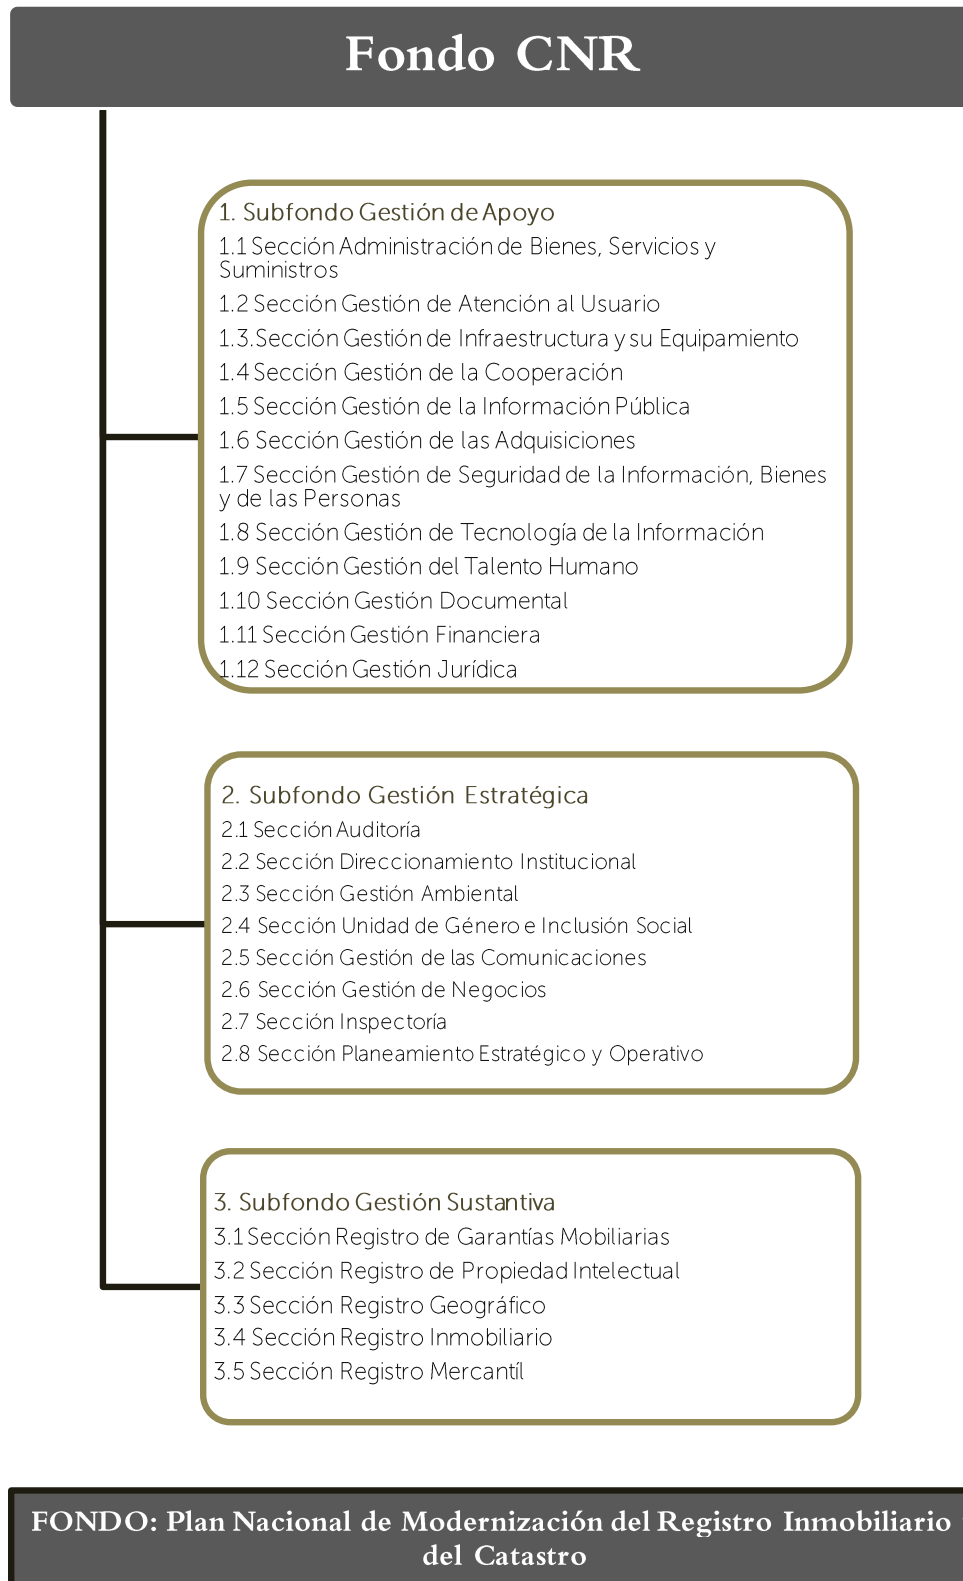 Fondo CNR
1. Subfondo Gestión de Apoyo
1.1 Sección Administración de Bienes, Servicios y
Suministros
1.2 Sección Gestión de Atención al Usuario
1.3.Sección Gestión de Infraestructura y su Equipamiento
1.4 Sección Gestión de la Cooperación
1.5 Sección Gestión de la Información Pública
1.6 Sección Gestión de las Adquisiciones
1.7 Sección Gestión de Seguridad de la Información, Bienes
y de las Personas
1.8 Sección Gestión de Tecnología de la Información
1.9 Sección Gestión del Talento Humano
1.10 Sección Gestión Documental
1.11 Sección Gestión Financiera
1.12 Sección Gestión Jurídica
2. Subfondo Gestión Estratégica
2.1 Sección Auditoría
2.2 Sección Direccionamiento Institucional
2.3 Sección Gestión Ambiental
2.4 Sección Unidad de Género e Inclusión Social
2.5 Sección Gestión de las Comunicaciones
2.6 Sección Gestión de Negocios
2.7 Sección Inspectoría
2.8 Sección Planeamiento Estratégico y Operativo
3. Subfondo Gestión Sustantiva
3.1 Sección Registro de Garantías Mobiliarias
3.2 Sección Registro de Propiedad Intelectual
3.3 Sección Registro Geográfico
3.4 Sección Registro Inmobiliario
3.5 Sección Registro Mercantíl
FONDO: Plan Nacional de Modernización del Registro Inmobiliario
del Catastro